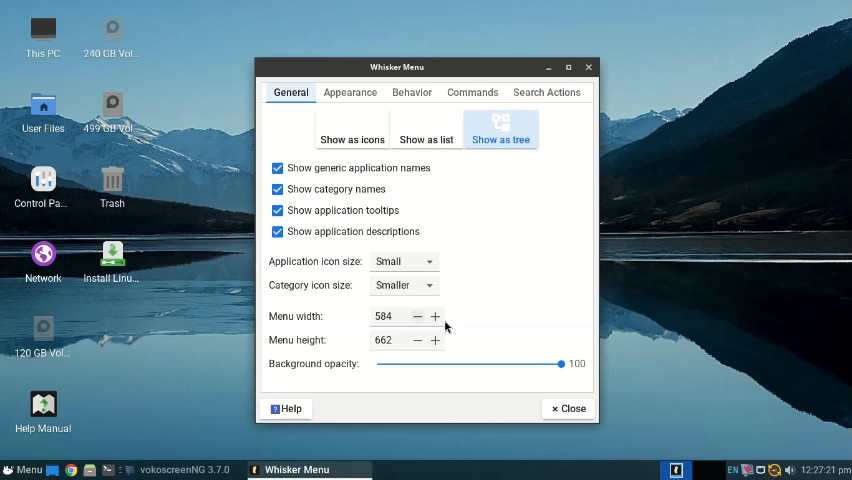 This PC
240 GB Vol...
User Files
499 GB Vol...
Control Pa...
Trash
Network
Install Linu...
120 GB Vol...
Help Manual
Whisker Menu
General
Appearance
Behavior
Commands
Search Actions
Show as icons
Show as list
Show as tree
Show generic application names
Show category names
Show application tooltips
Show application descriptions
Application icon size: Small
Category icon size: Smaller
Menu width: 584
Menu height: 662
Background opacity: 100
Help
Close
Menu
vokoscreenNG 3.7.0
Whisker Menu
EN
12:27:21 pm